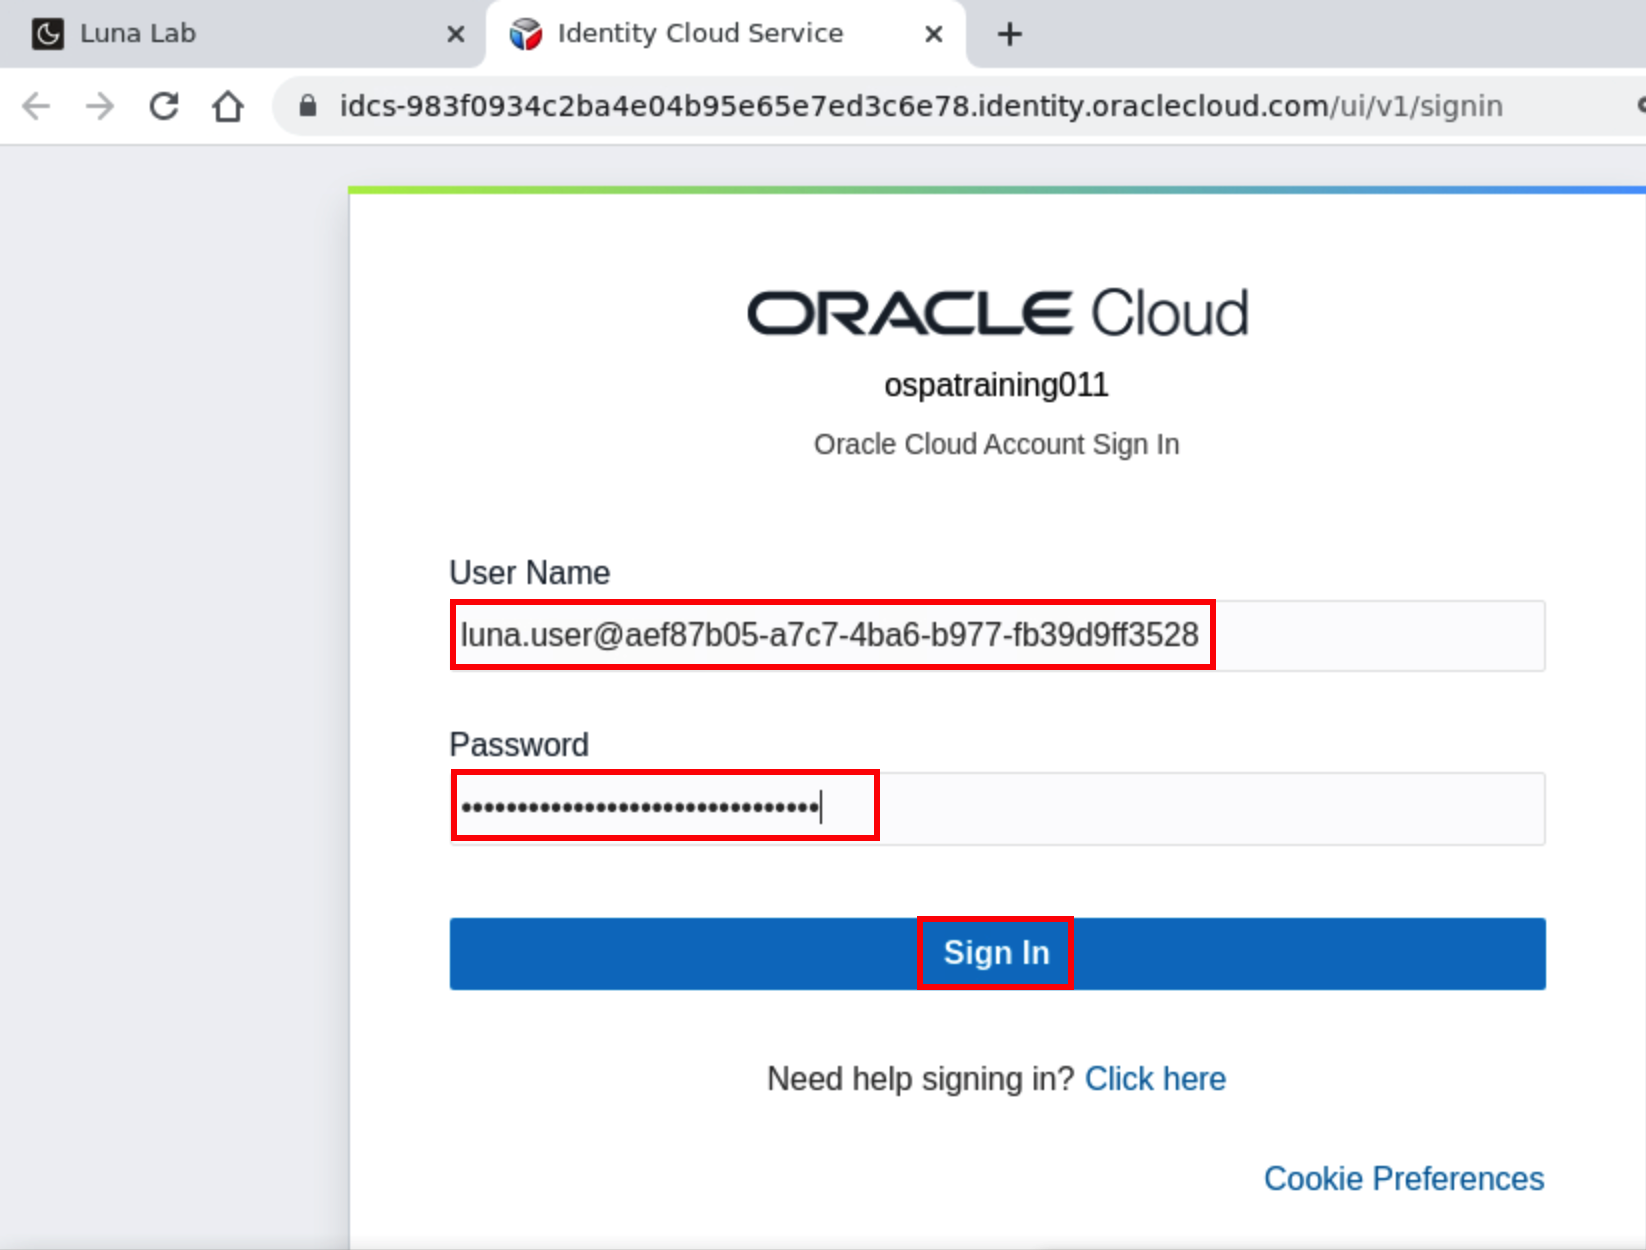 Luna Lab
Identity Cloud Service
idcs-983f0934c2ba4e04b95e65e7ed3c6e78.identity.oraclecloud.com/ui/v1/signin
ORACLE Cloud
ospatraining011
Oracle Cloud Account Sign In
User Name
luna.user@aef87b05-a7c7-4ba6-b977-fb39d9ff3528
Password
Sign In
Need help signing in? Click here
Cookie Preferences